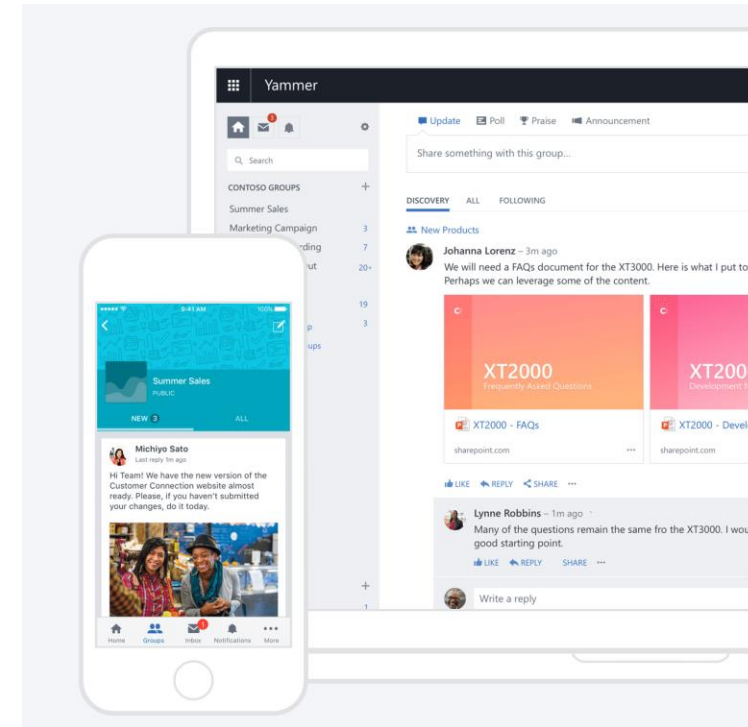 Yammer
1
Search
CONTOSO GROUPS
Summer Sales
Marketing Campaign 3
7
20+
19
3
1
Update Poll Praise Announcement
Share something with this group...
DISCOVERY ALL FOLLOWING
New Products
Johanna Lorenz – 3m ago
We will need a FAQs document for the XT3000. Here is what I put to
Perhaps we can leverage some of the content.
XT2000
Frequently Asked Questions
XT2000 - FAQs
sharepoint.com
XT200
Development
XT2000 - Devel
sharepoint.com
LIKE REPLY SHARE
Lynne Robbins – 1m ago
Many of the questions remain the same fro the XT3000. I wou
good starting point.
LIKE REPLY SHARE
Write a reply
9:41 AM 100%
Summer Sales
PUBLIC
NEW 3 ALL
Michiyo Sato
Last reply 1m ago
Hi Team! We have the new version of the
Customer Connection website almost
ready. Please, if you haven't submitted
your changes, do it today.
Home Groups Inbox Notifications More